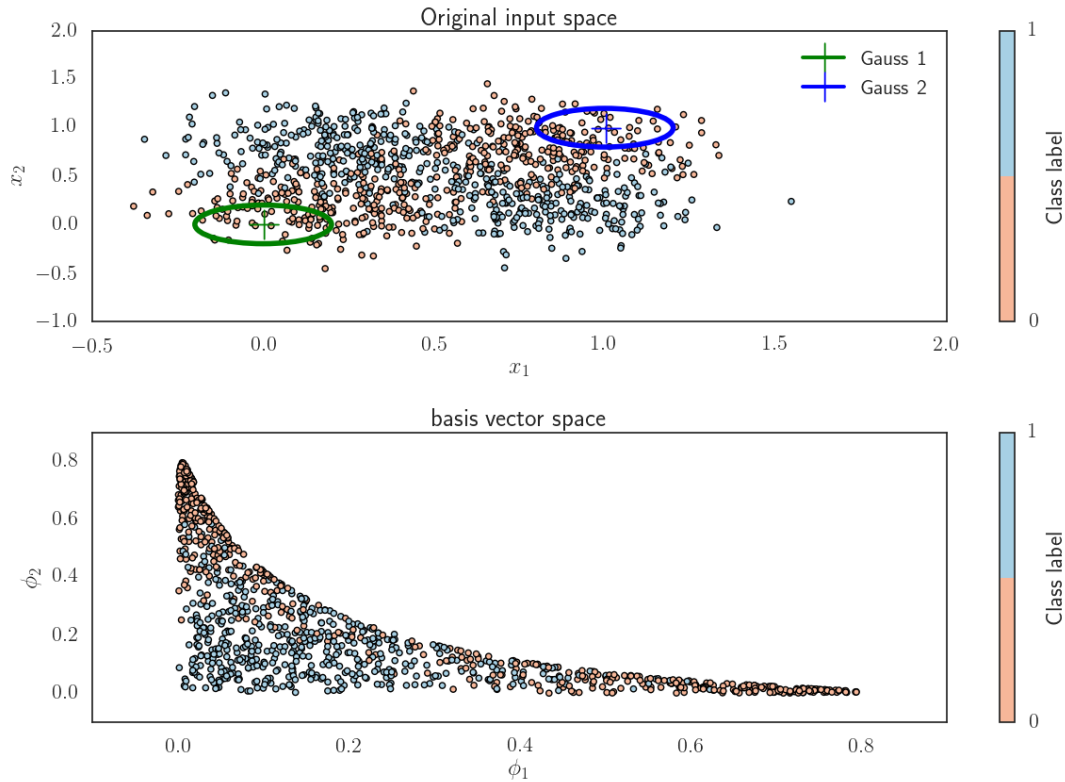 Original input space
2.0
1.5
1.0
0.5
0.0
−0.5
−1.0
x₂
−0.5
0.0
0.5
1.0
1.5
2.0
x₁
Gauss 1
Gauss 2
1
0
Class label
basis vector space
0.8
0.6
0.4
0.2
0.0
ϕ₂
0.0
0.2
0.4
0.6
0.8
ϕ₁
1
0
Class label